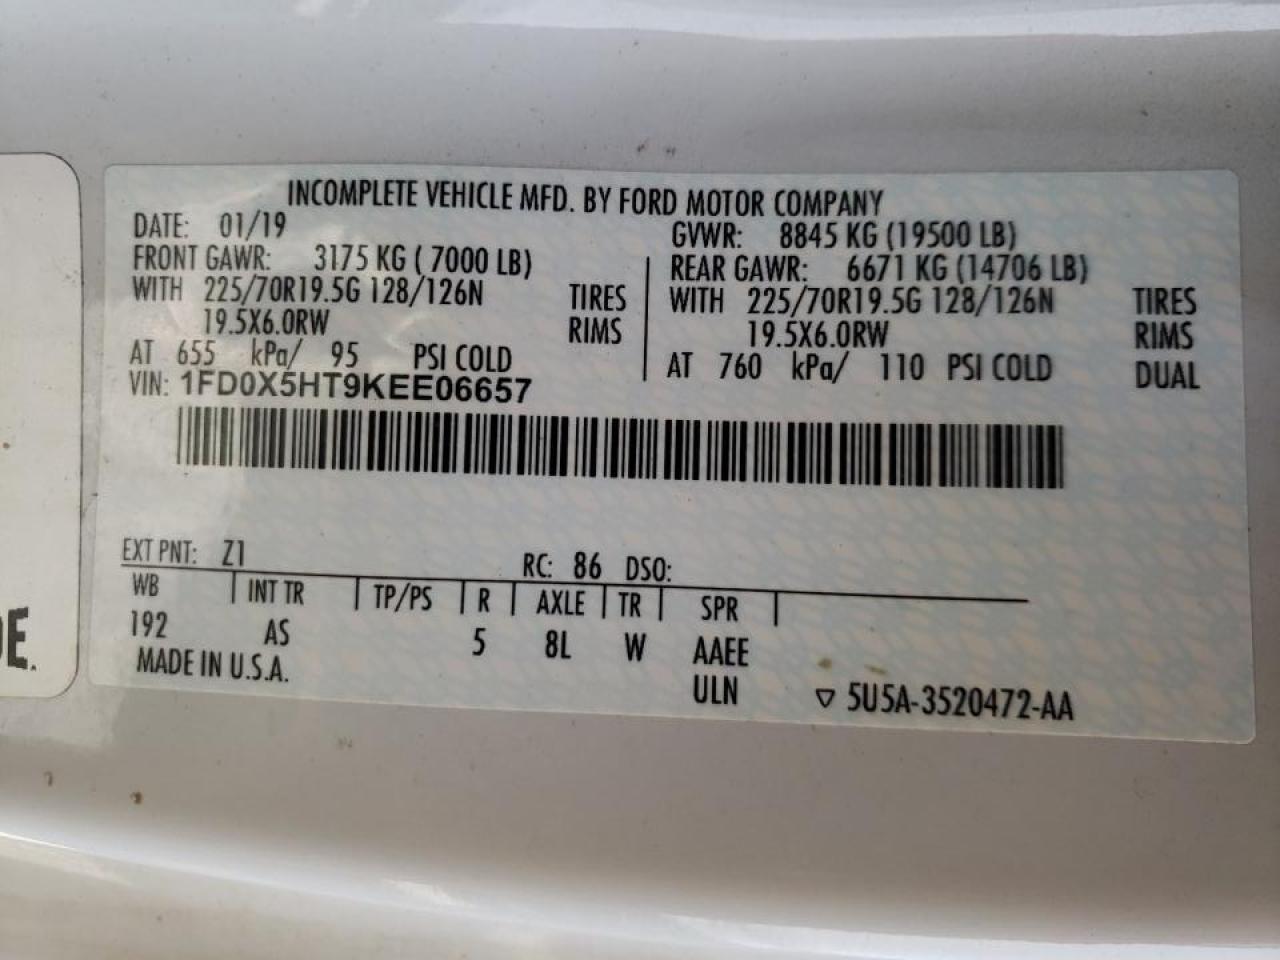 INCOMPLETE VEHICLE MFD. BY FORD MOTOR COMPANY
DATE: 01/19 GVWR: 8845 KG (19500 LB)
FRONT GAWR: 3175 KG ( 7000 LB) REAR GAWR: 6671 KG (14706 LB)
WITH 225/70R19.5G 128/126N TIRES WITH 225/70R19.5G 128/126N TIRES
19.5X6.0RW RIMS 19.5X6.0RW RIMS
AT 655 kPa/ 95 PSI COLD AT 760 kPa/ 110 PSI COLD DUAL
VIN: 1FD0X5HT9KEE06657
EXT PNT: Z1 RC: 86 DSO:
WB INT TR TP/PS R AXLE TR SPR
192 AS 5 8L W AAEE
MADE IN U.S.A. ULN ▽ 5U5A-3520472-AA